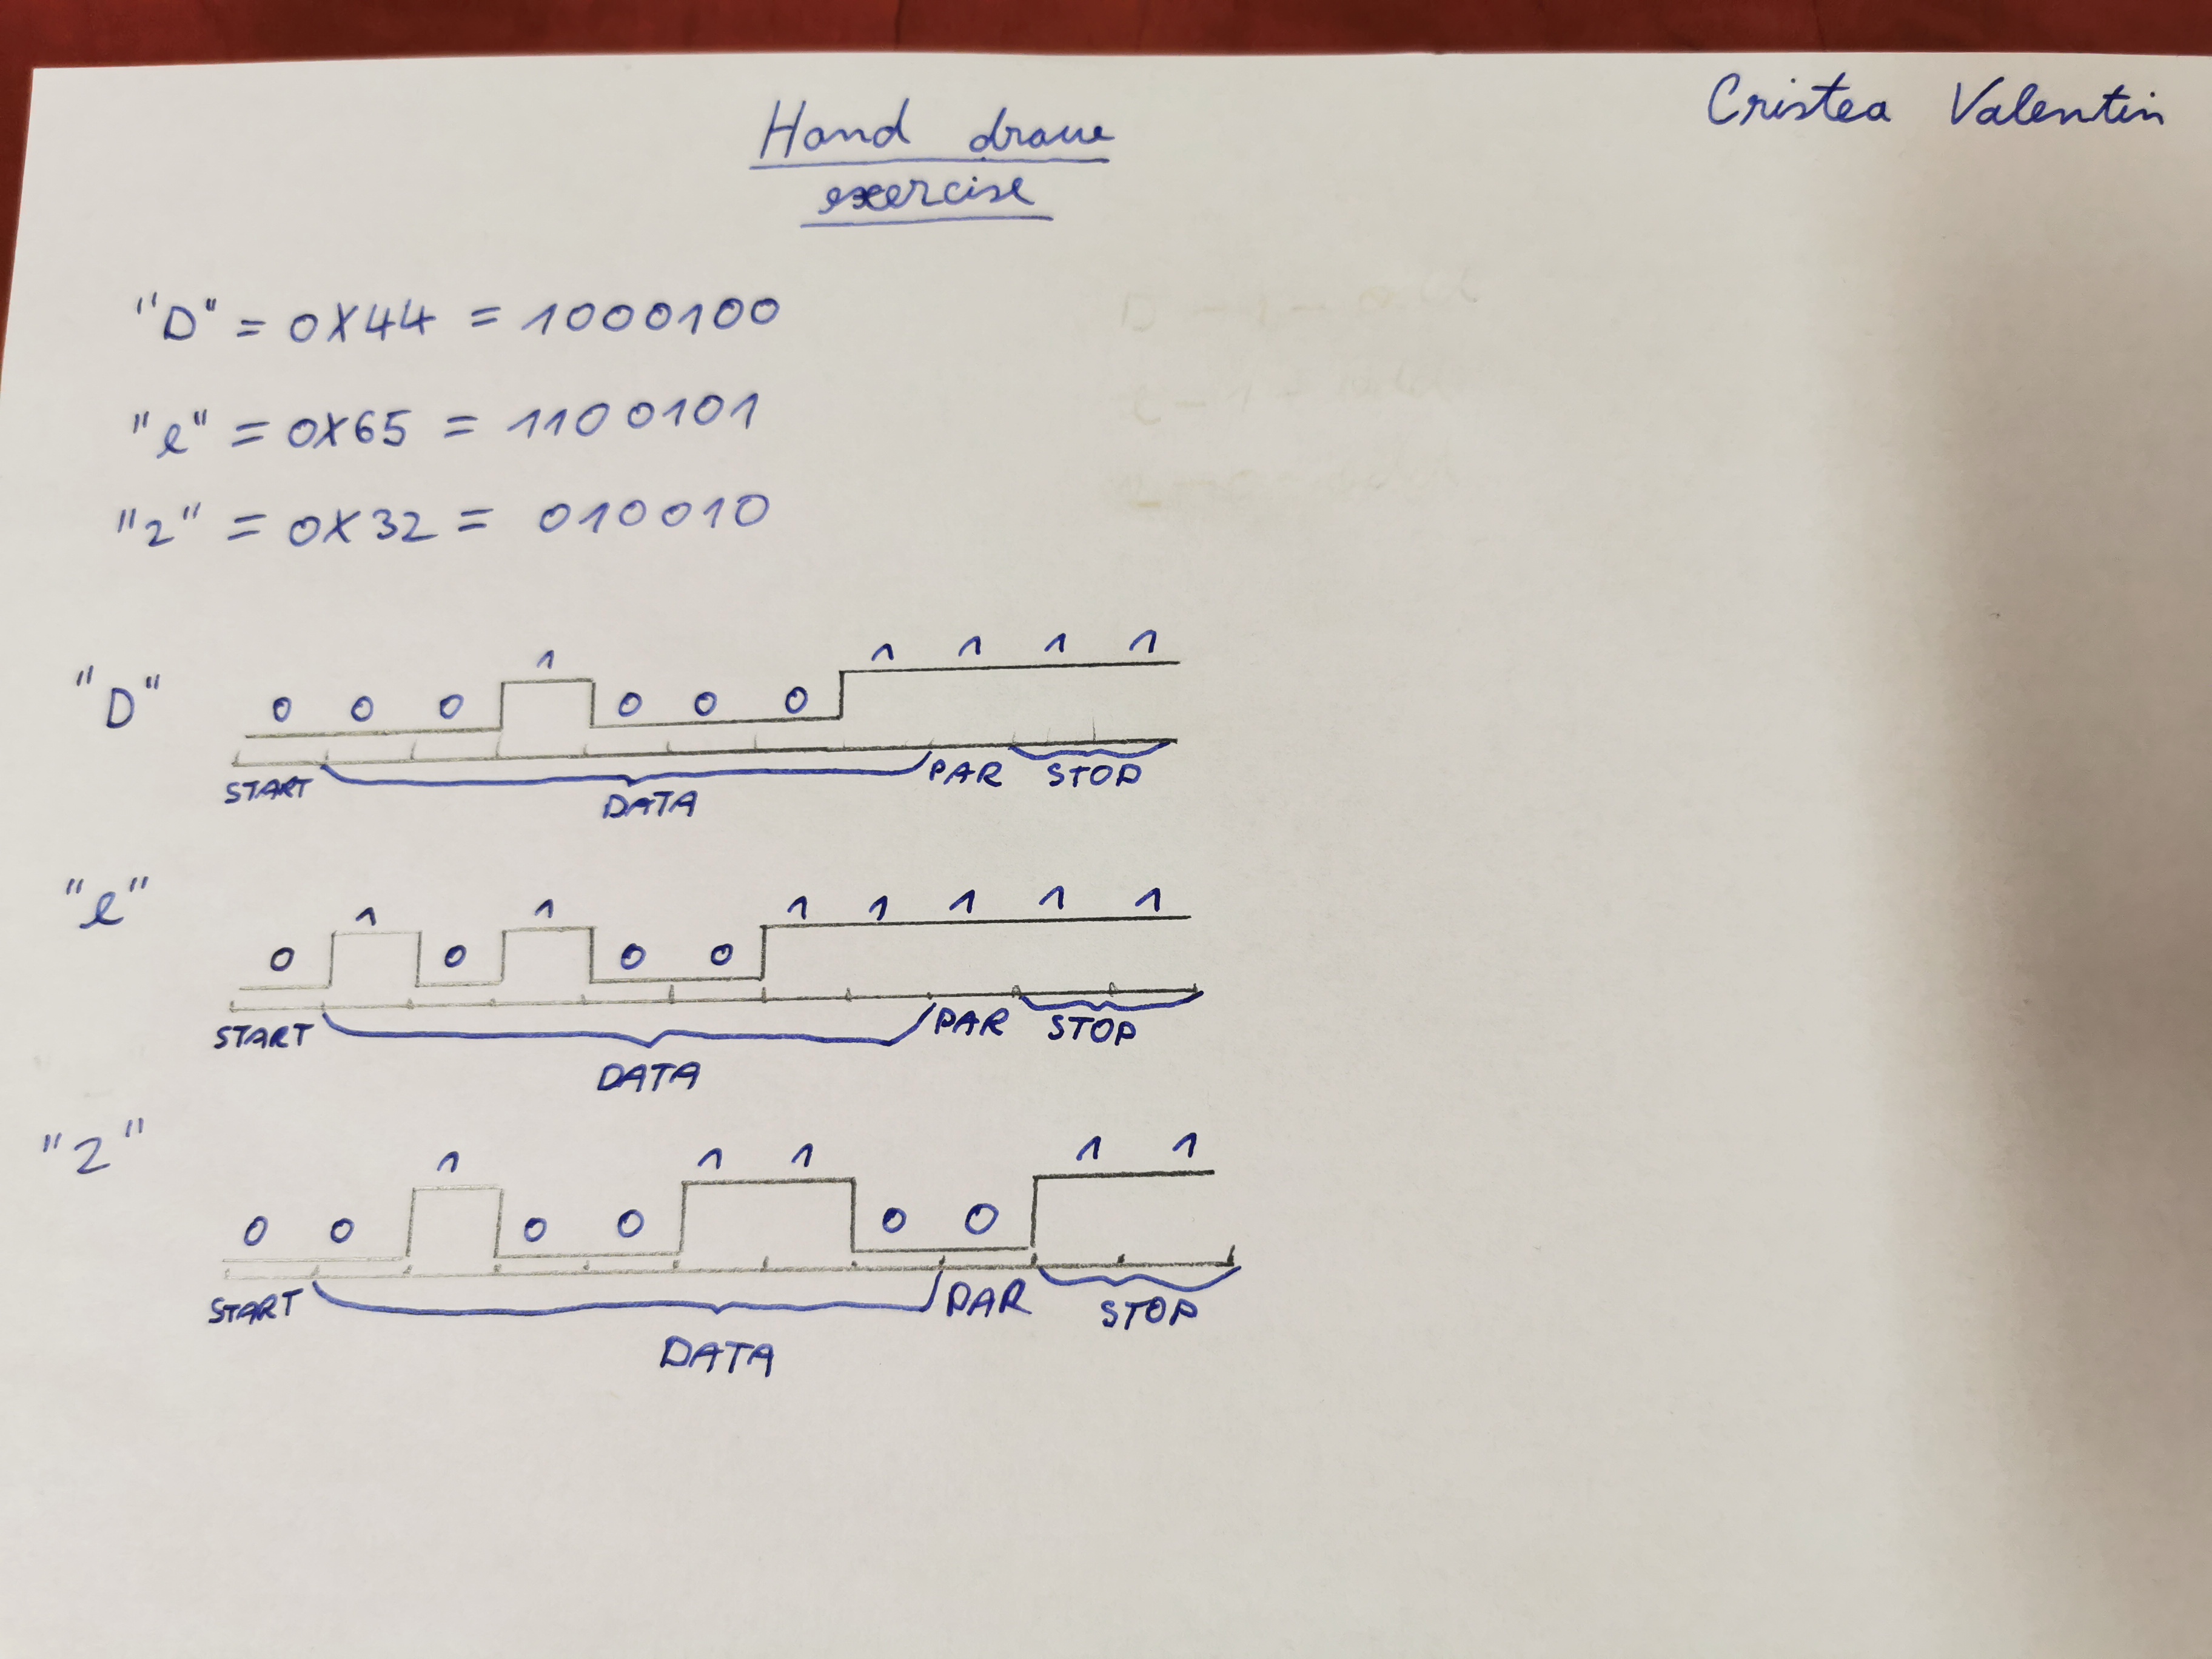 Cristea Valentin
Hand draw
exercise
"D" = 0X44 = 1000100
"e" = 0X65 = 1100101
"2" = 0X32 = 010010
"D"
0 0 0 1 0 0 0 1 1 1 1
START DATA PAR STOP
"e"
0 1 0 1 0 0 1 1 1 1 1
START DATA PAR STOP
"2"
0 0 1 0 0 1 1 0 0 1 1
START DATA PAR STOP